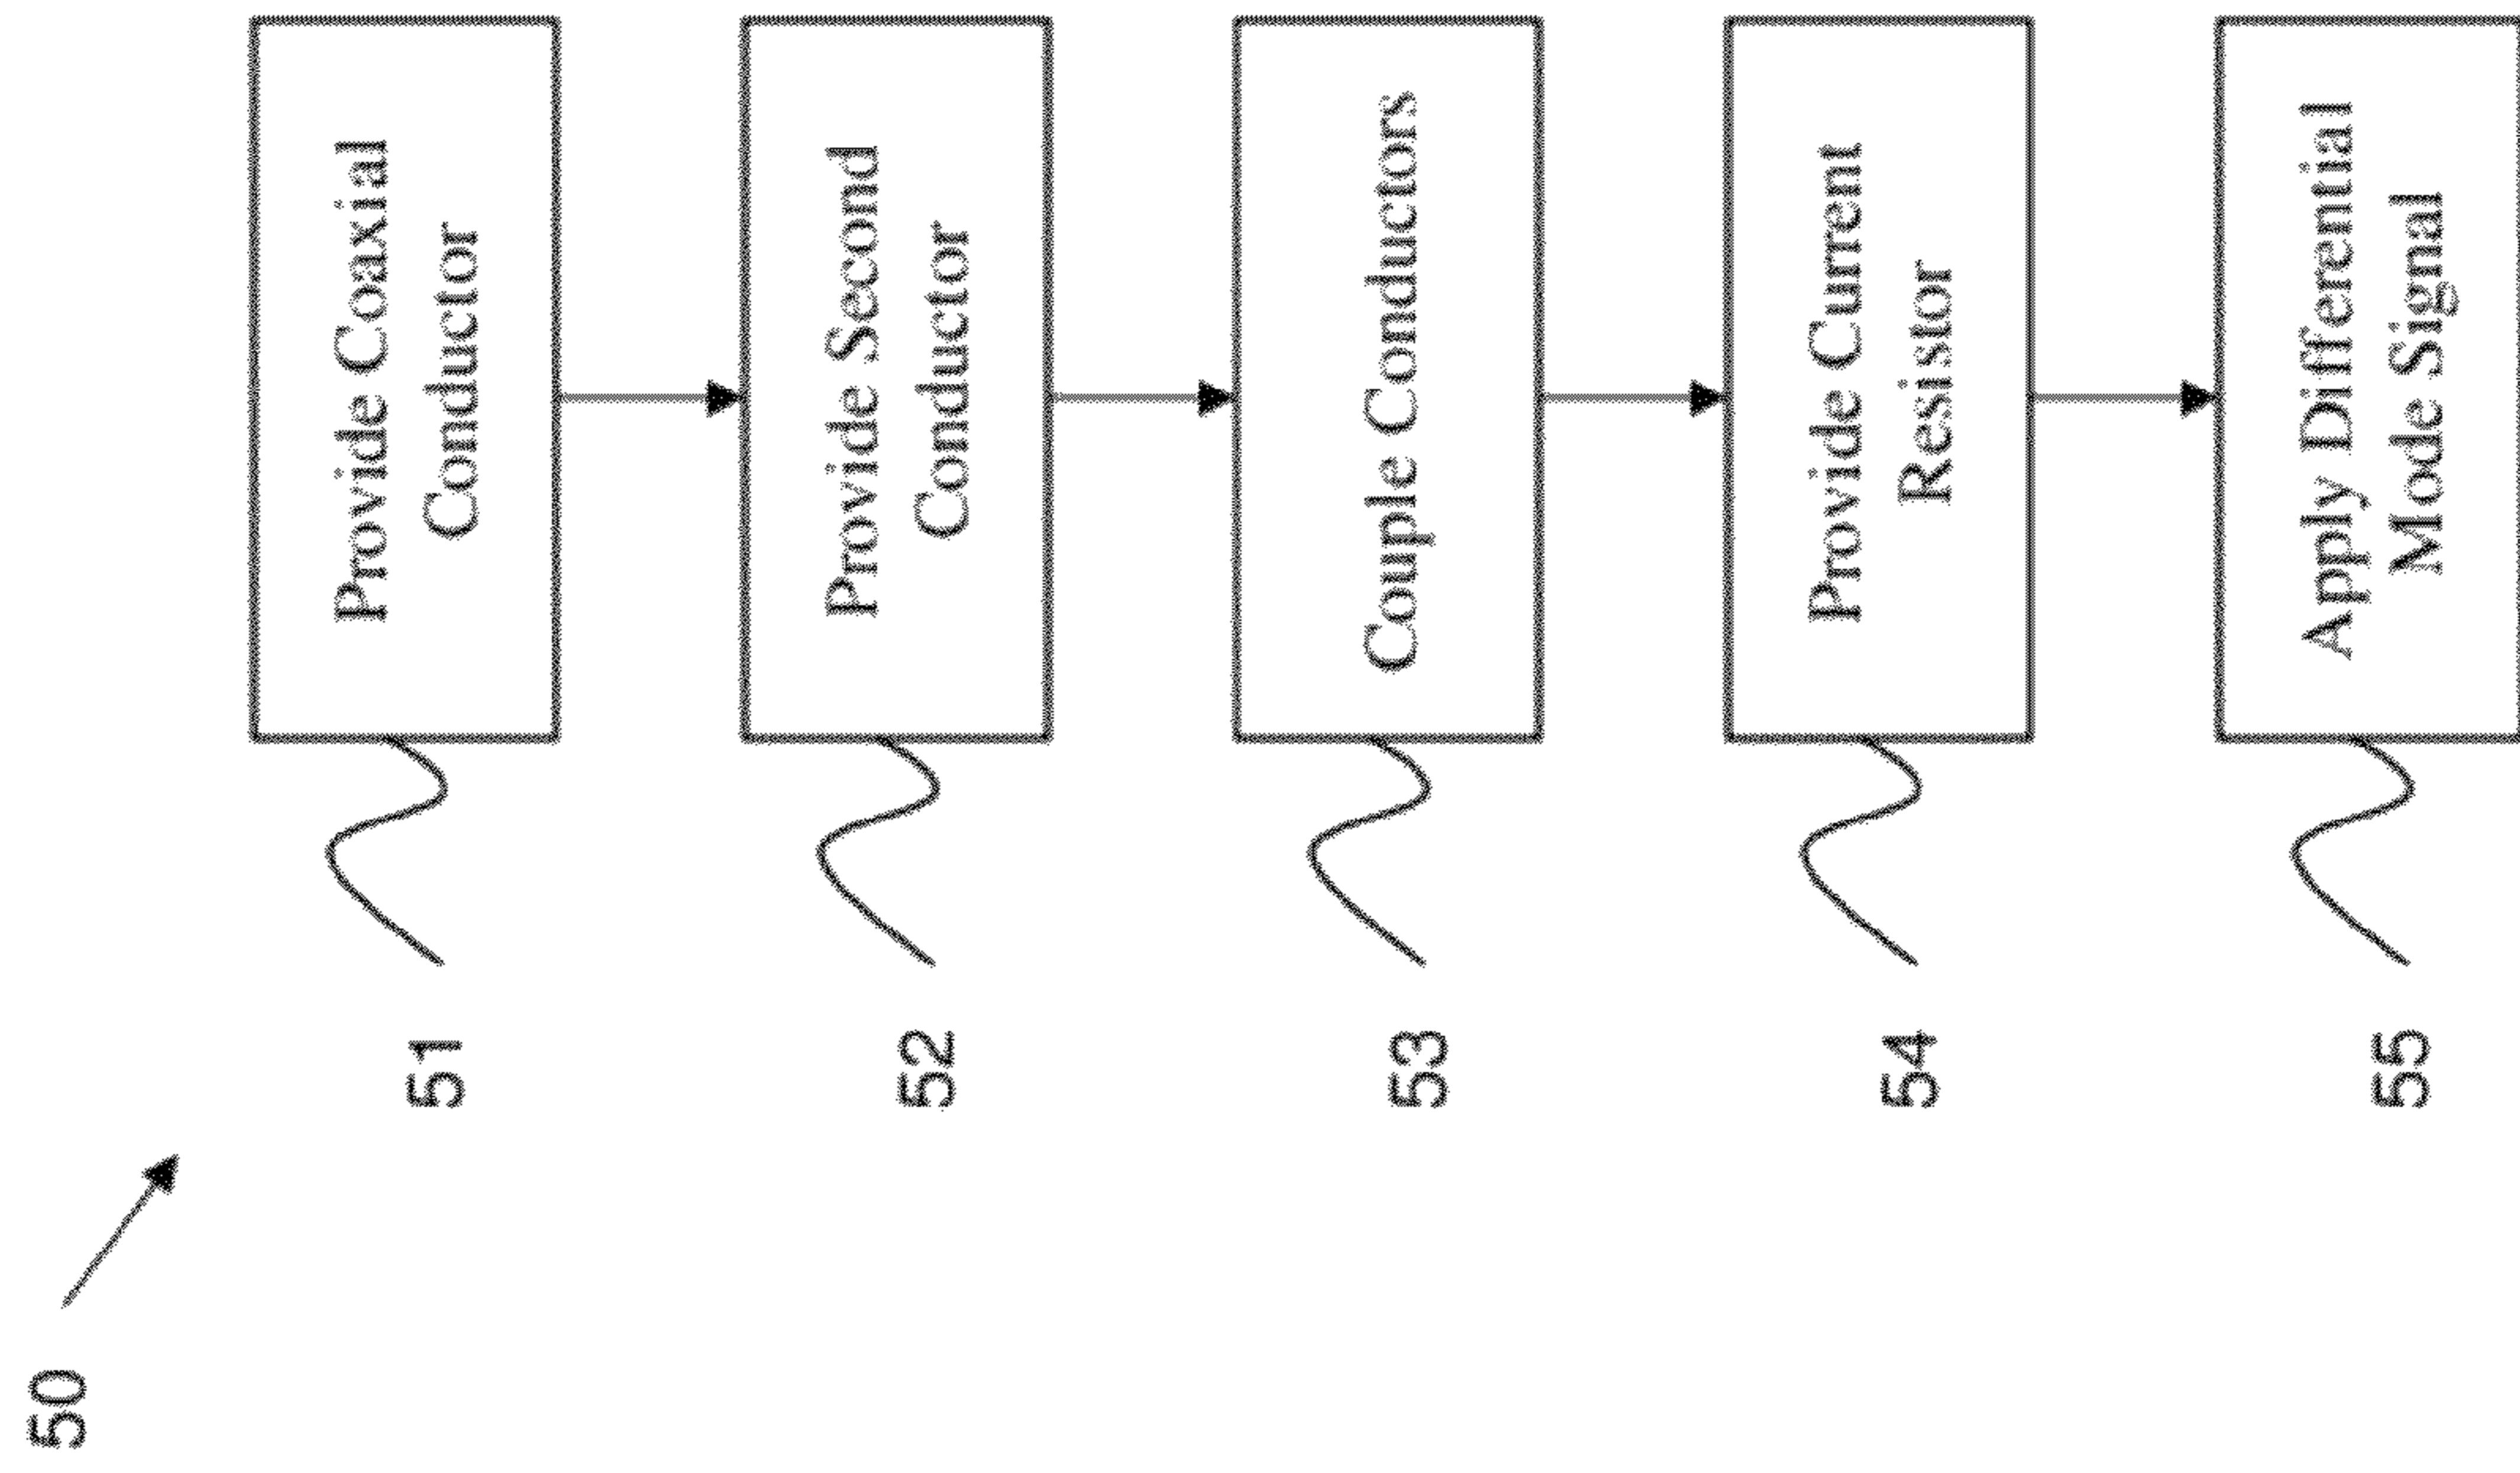 50
51
Provide Coaxial
Conductor
52
Provide Second
Conductor
53
Couple Conductors
54
Provide Current
Resistor
55
Apply Differential
Mode Signal